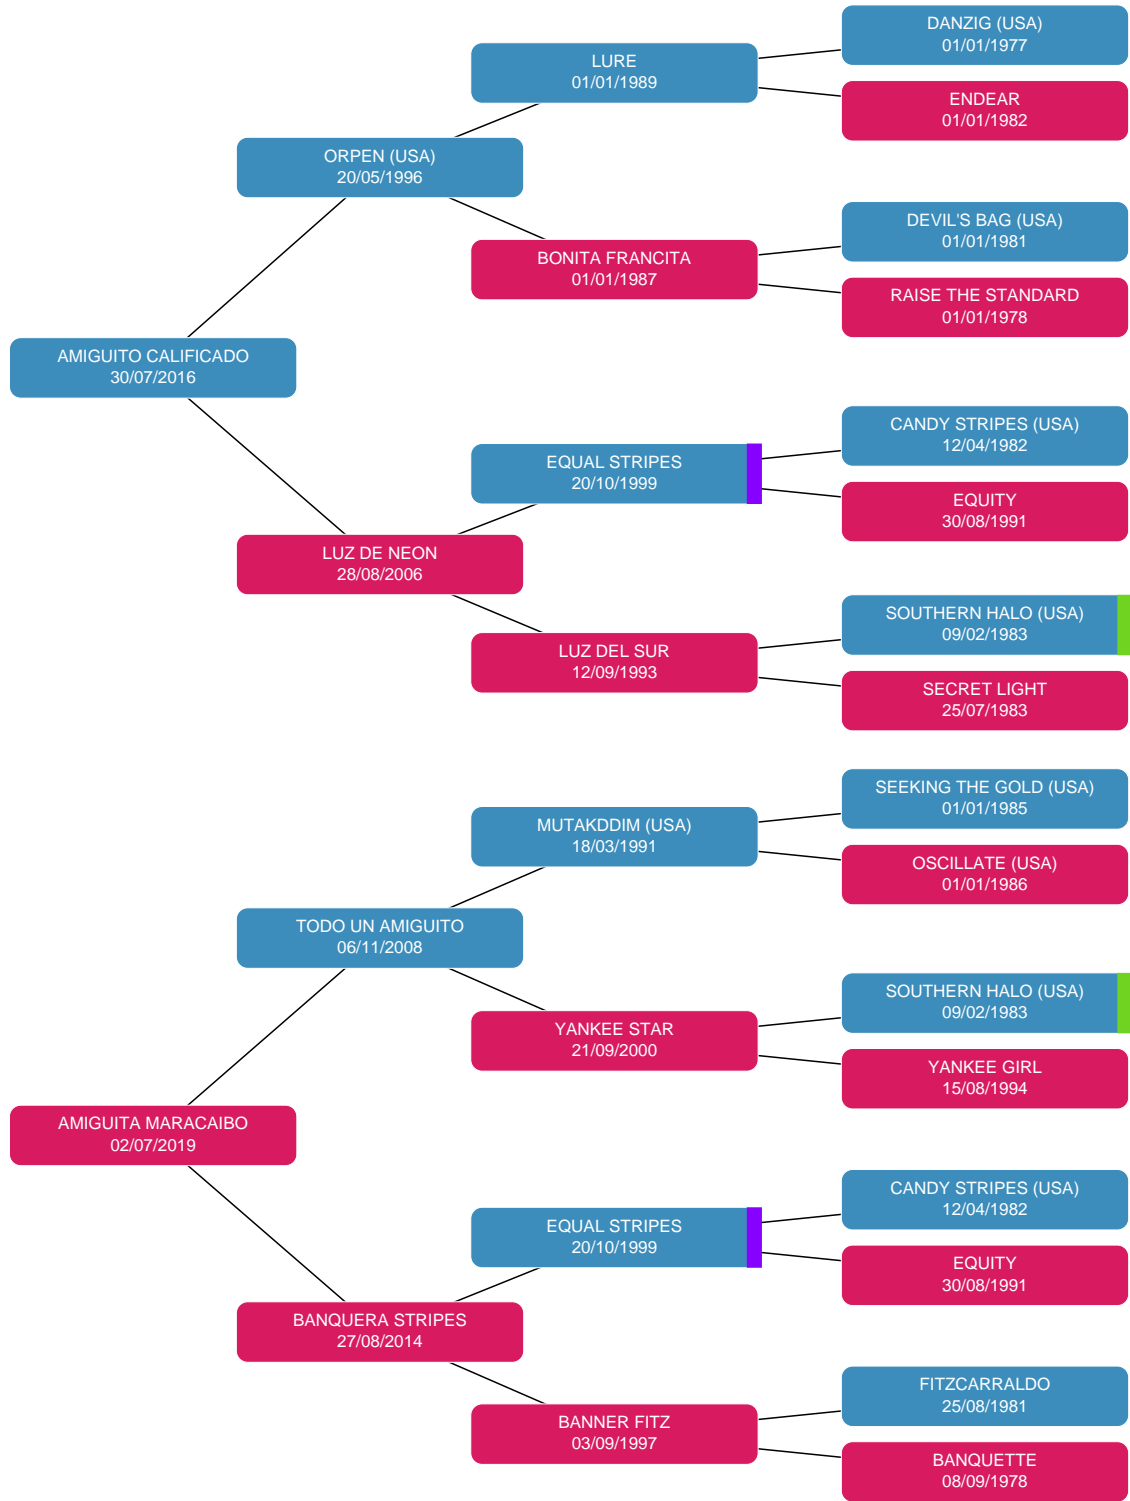 DANZIG (USA)
01/01/1977
LURE
01/01/1989
ENDEAR
01/01/1982
ORPEN (USA)
20/05/1996
DEVIL'S BAG (USA)
01/01/1981
BONITA FRANCITA
01/01/1987
RAISE THE STANDARD
01/01/1978
AMIGUITO CALIFICADO
30/07/2016
CANDY STRIPES (USA)
12/04/1982
EQUAL STRIPES
20/10/1999
EQUITY
30/08/1991
LUZ DE NEON
28/08/2006
SOUTHERN HALO (USA)
09/02/1983
LUZ DEL SUR
12/09/1993
SECRET LIGHT
25/07/1983
SEEKING THE GOLD (USA)
01/01/1985
MUTAKDDIM (USA)
18/03/1991
OSCILLATE (USA)
01/01/1986
TODO UN AMIGUITO
06/11/2008
SOUTHERN HALO (USA)
09/02/1983
YANKEE STAR
21/09/2000
YANKEE GIRL
15/08/1994
AMIGUITA MARACAIBO
02/07/2019
CANDY STRIPES (USA)
12/04/1982
EQUAL STRIPES
20/10/1999
EQUITY
30/08/1991
BANQUERA STRIPES
27/08/2014
FITZCARRALDO
25/08/1981
BANNER FITZ
03/09/1997
BANQUETTE
08/09/1978